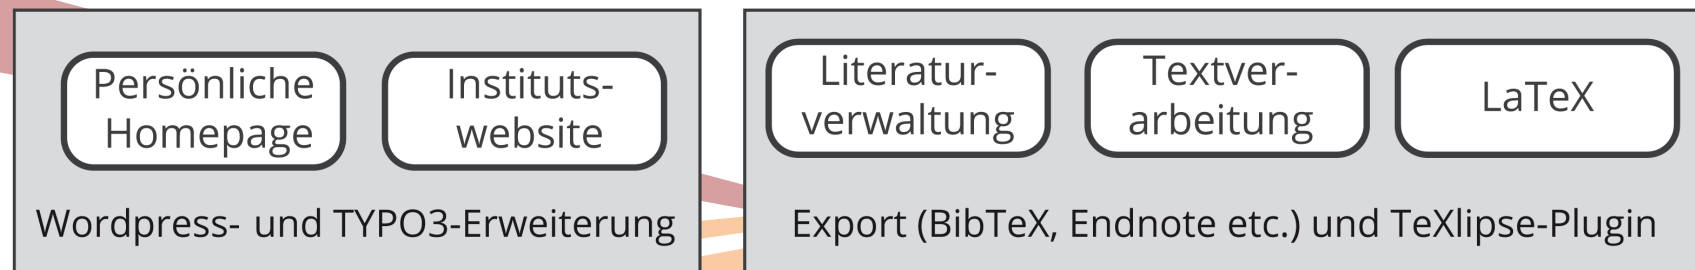 Persönliche
Homepage
Instituts-
website
Wordpress- und TYPO3-Erweiterung
Literatur-
verwaltung
Textver-
arbeitung
LaTeX
Export (BibTeX, Endnote etc.) und TeXlipse-Plugin